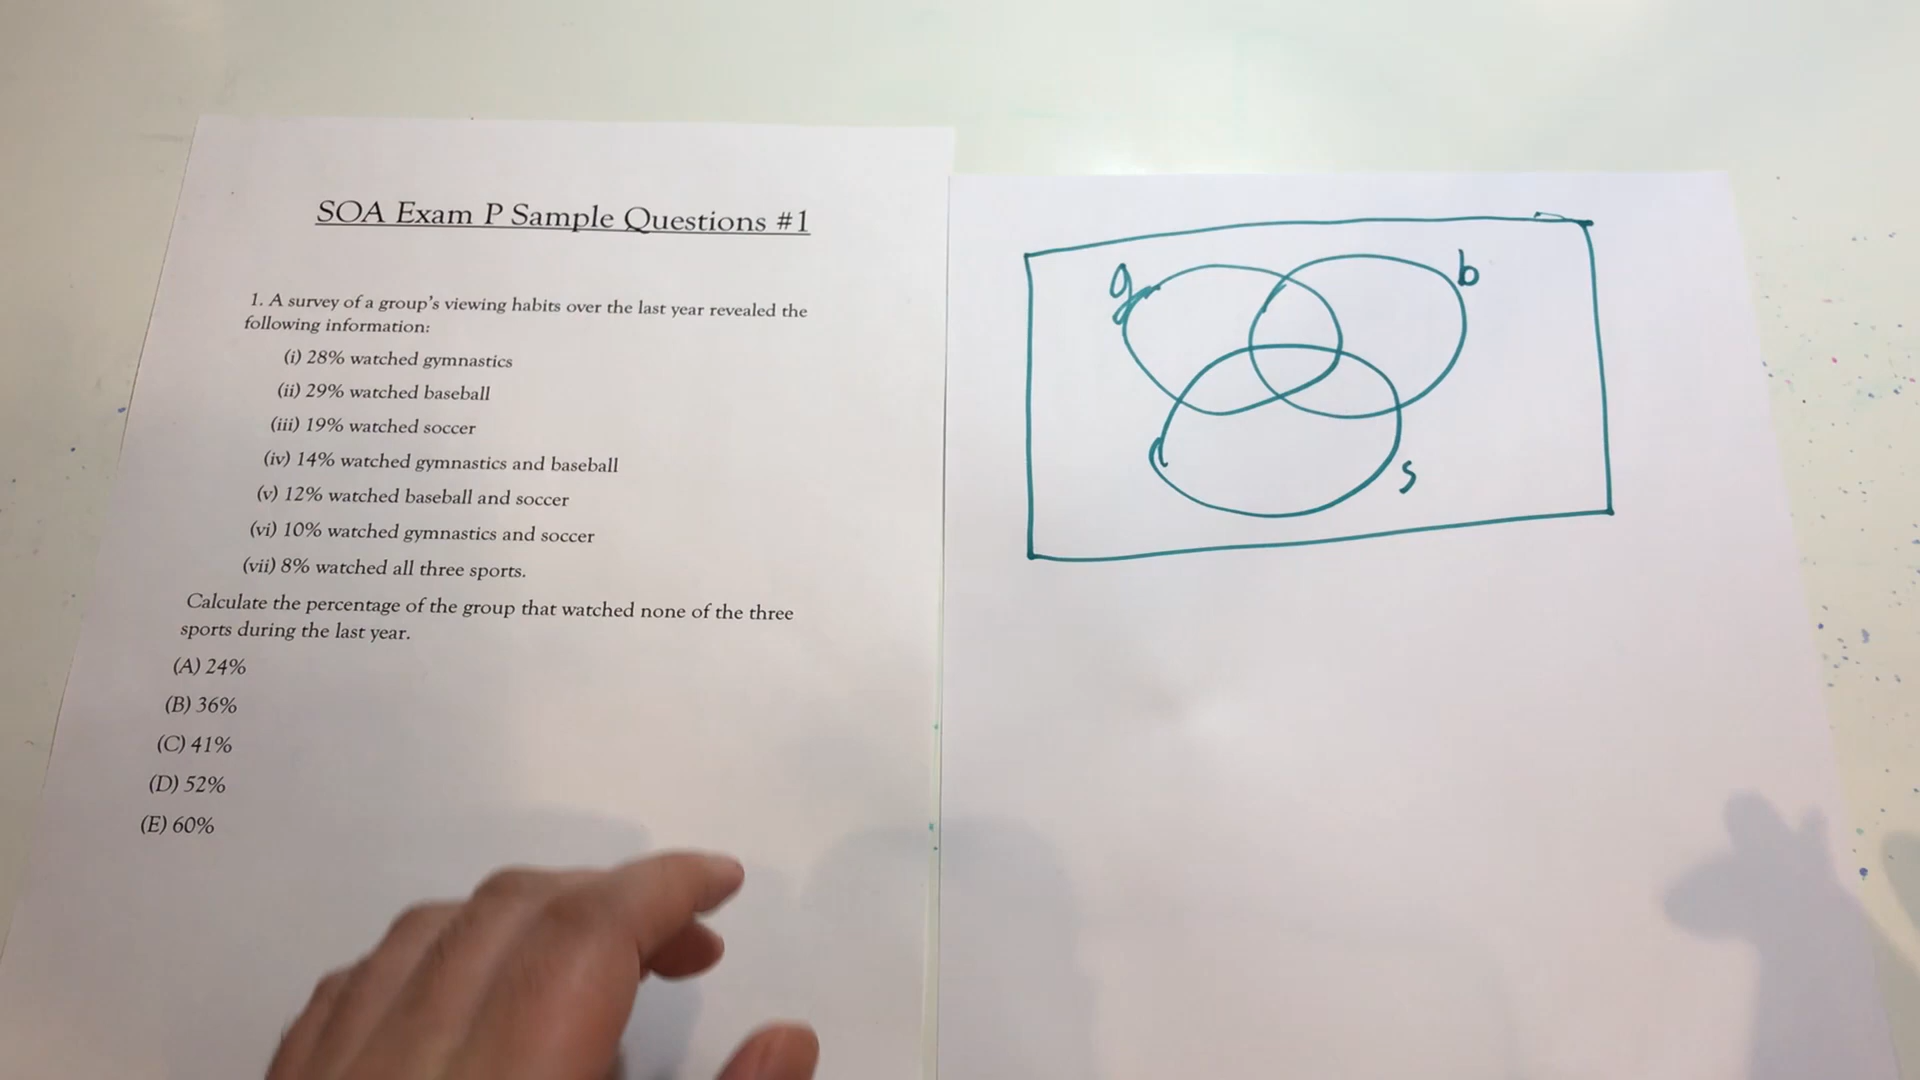 SOA Exam P Sample Questions #1
1. A survey of a group's viewing habits over the last year revealed the
following information:
(i) 28% watched gymnastics
(ii) 29% watched baseball
(iii) 19% watched soccer
(iv) 14% watched gymnastics and baseball
(v) 12% watched baseball and soccer
(vi) 10% watched gymnastics and soccer
(vii) 8% watched all three sports.
Calculate the percentage of the group that watched none of the three
sports during the last year.
(A) 24%
(B) 36%
(C) 41%
(D) 52%
(E) 60%
g
b
s